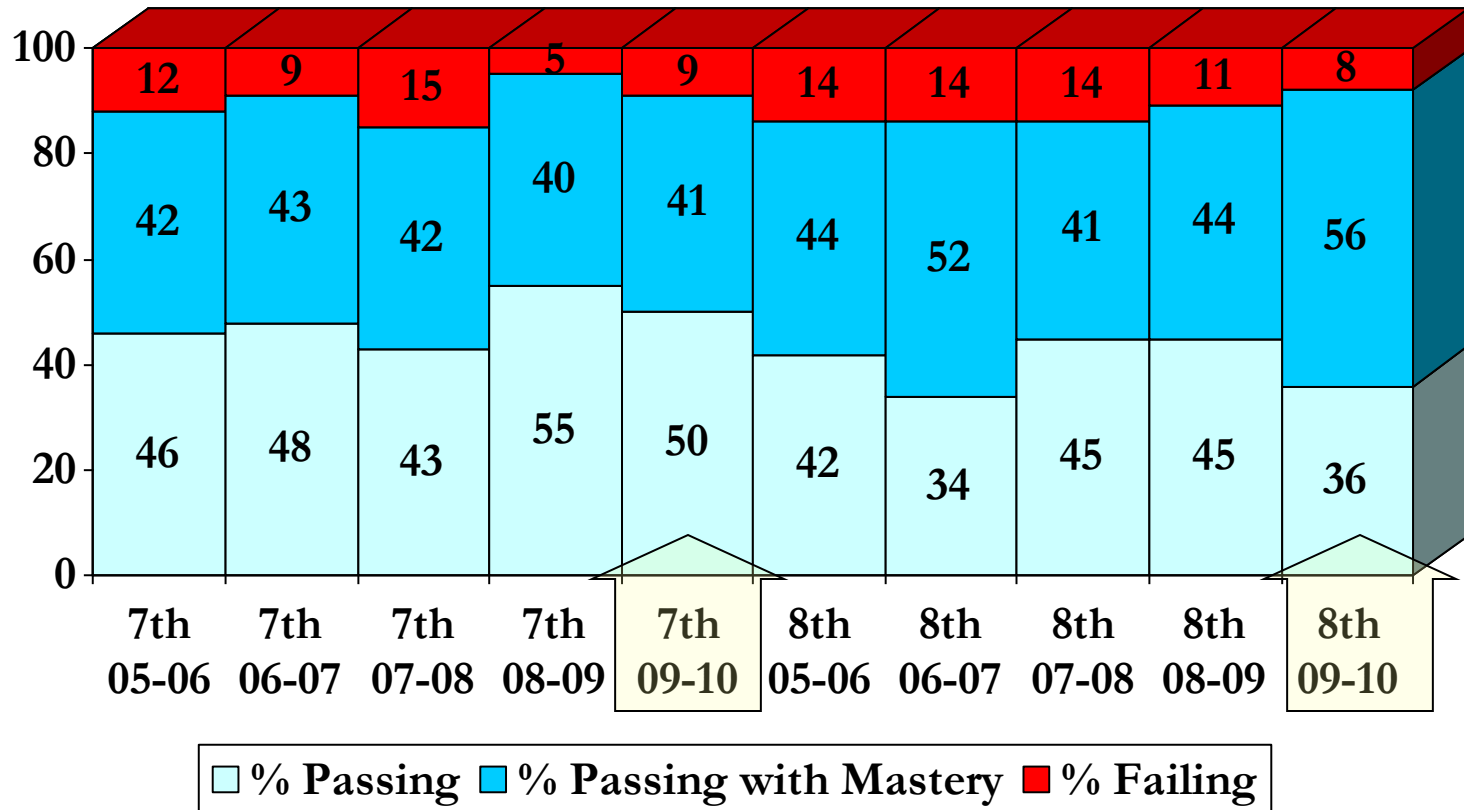 100
80
60
40
20
0
12 9 15 5 9 14 14 14 11 8
42 43 42 40 41 44 52 41 44 56
46 48 43 55 50 42 34 45 45 36
7th 7th 7th 7th 7th 8th 8th 8th 8th 8th
05-06 06-07 07-08 08-09 09-10 05-06 06-07 07-08 08-09 09-10
% Passing % Passing with Mastery % Failing